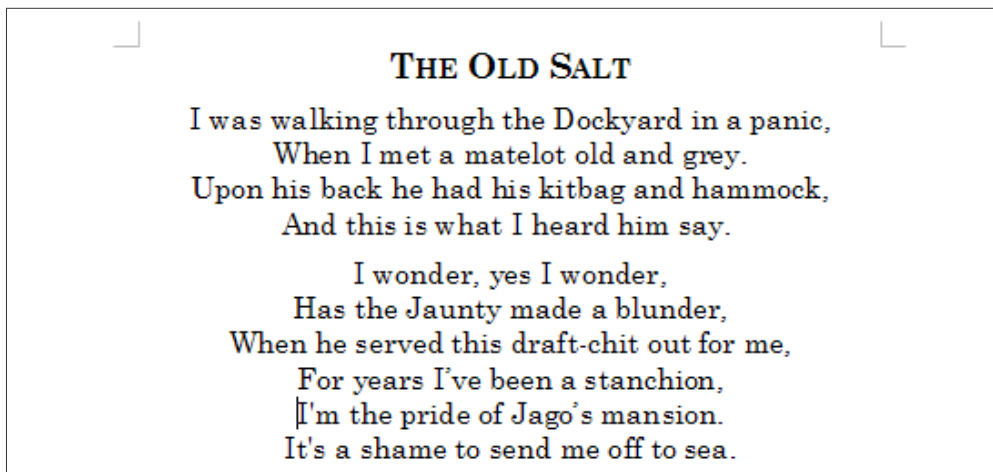 THE OLD SALT
I was walking through the Dockyard in a panic,
When I met a matelot old and grey.
Upon his back he had his kitbag and hammock,
And this is what I heard him say.
I wonder, yes I wonder,
Has the Jaunty made a blunder,
When he served this draft-chit out for me,
For years I’ve been a stanchion,
I'm the pride of Jago’s mansion.
It's a shame to send me off to sea.